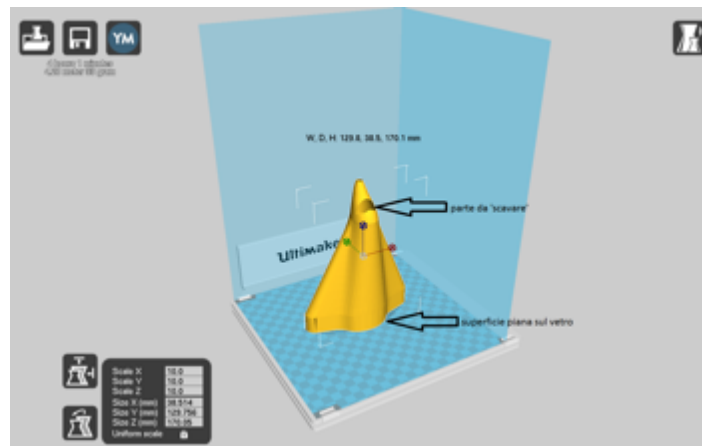 YM
W, D, H: 129.8, 38.5, 170.1 mm
parte da 'scavare'
Ultimake
superficie piana sul vetro
Scale X 10.0
Scale Y 10.0
Scale Z 10.0
Size X (mm) 38.514
Size Y (mm) 129.756
Size Z (mm) 170.05
Uniform scale